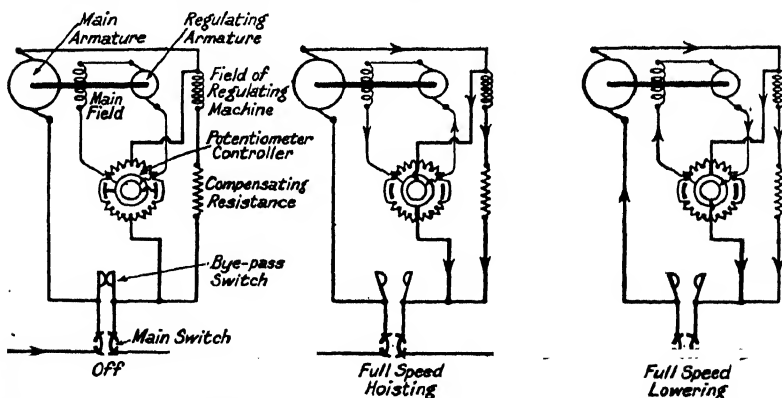 Main
Armature
Regulating
Armature
Main
Field
Field of
Regulating
Machine
Potentiometer
Controller
Compensating
Resistance
Bye-pass
Switch
Main Switch
Off
Full Speed
Hoisting
Full Speed
Lowering